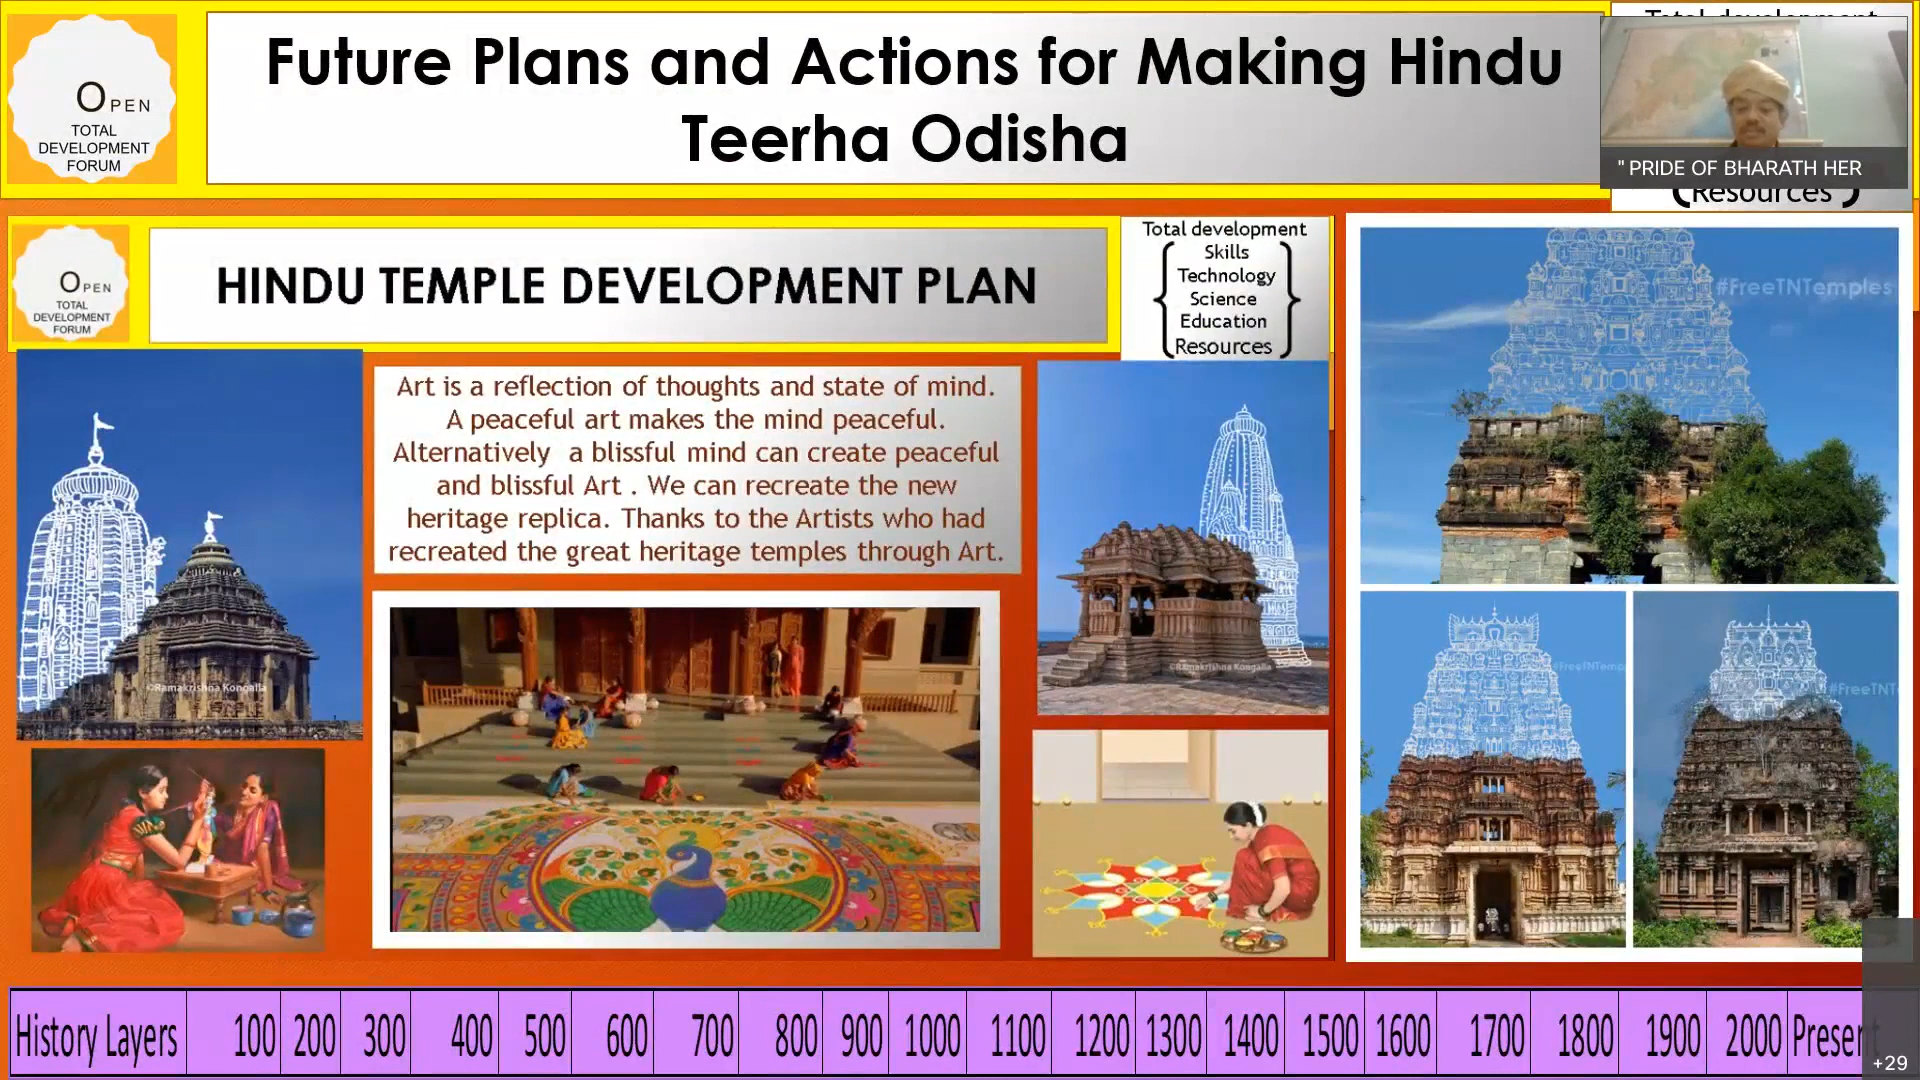 Future Plans and Actions for Making Hindu
Teerha Odisha
OPEN
TOTAL
DEVELOPMENT
FORUM
Total development
" PRIDE OF BHARATH HER
(Resources )
OPEN
TOTAL
DEVELOPMENT
FORUM
HINDU TEMPLE DEVELOPMENT PLAN
Total development
Skills
Technology
Science
Education
Resources
Art is a reflection of thoughts and state of mind.
A peaceful art makes the mind peaceful.
Alternatively a blissful mind can create peaceful
and blissful Art . We can recreate the new
heritage replica. Thanks to the Artists who had
recreated the great heritage temples through Art.
©Ramakrishna Kongalla
©Ramakrishna Kongalla
#FreeTNTemples
#FreeTNTemp
#FreeTNT
History Layers 100 200 300 400 500 600 700 800 900 1000 1100 1200 1300 1400 1500 1600 1700 1800 1900 2000 Present
+29